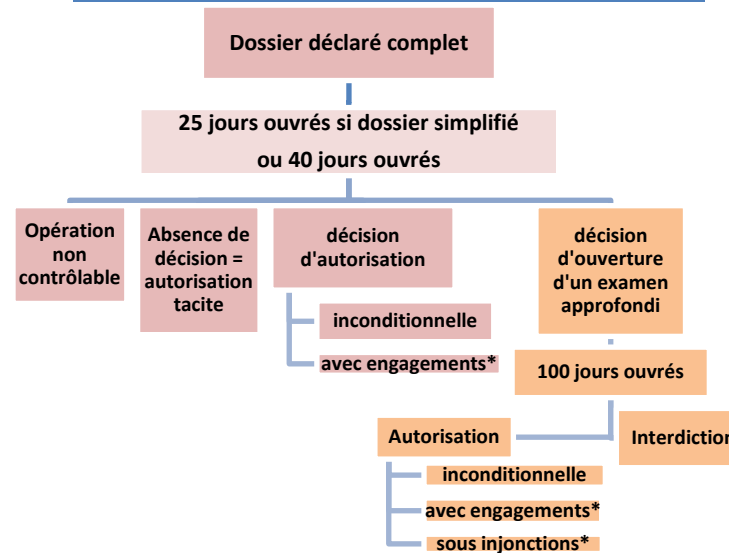 Dossier déclaré complet
25 jours ouvrés si dossier simplifié
ou 40 jours ouvrés
Opération
non
contrôlable
Absence de
décision =
autorisation
tacite
décision
d'autorisation
inconditionnelle
avec engagements*
décision
d'ouverture
d'un examen
approfondi
100 jours ouvrés
Autorisation
inconditionnelle
avec engagements*
sous injonctions*
Interdiction